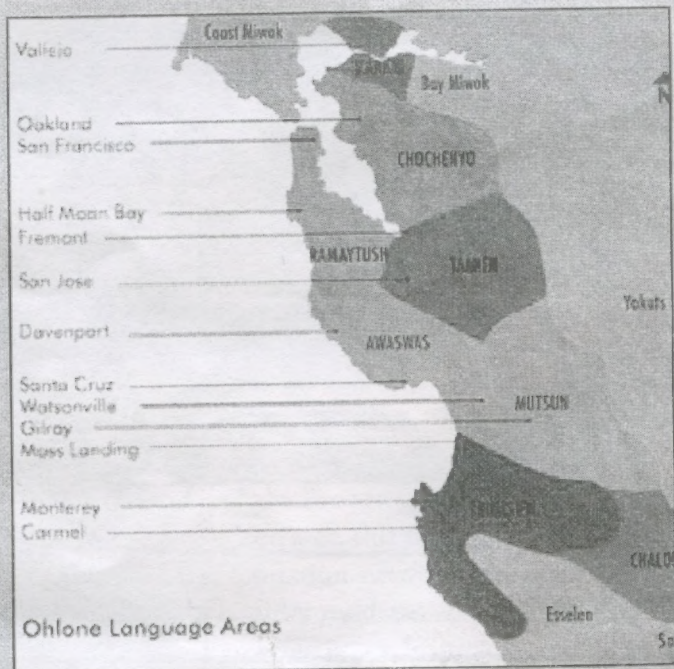 Vallejo
Oakland
San Francisco
Half Moon Bay
Fremont
San Jose
Davenport
Santa Cruz
Watsonville
Gilroy
Moss Landing
Monterey
Carmel
Ohlone Language Areas
Coast Miwok
KARKIN
Bay Miwok
N
CHOCHENYO
RAMAYTUSH
TAMIEN
Yokuts
AWASWAS
MUTSUN
Esselen